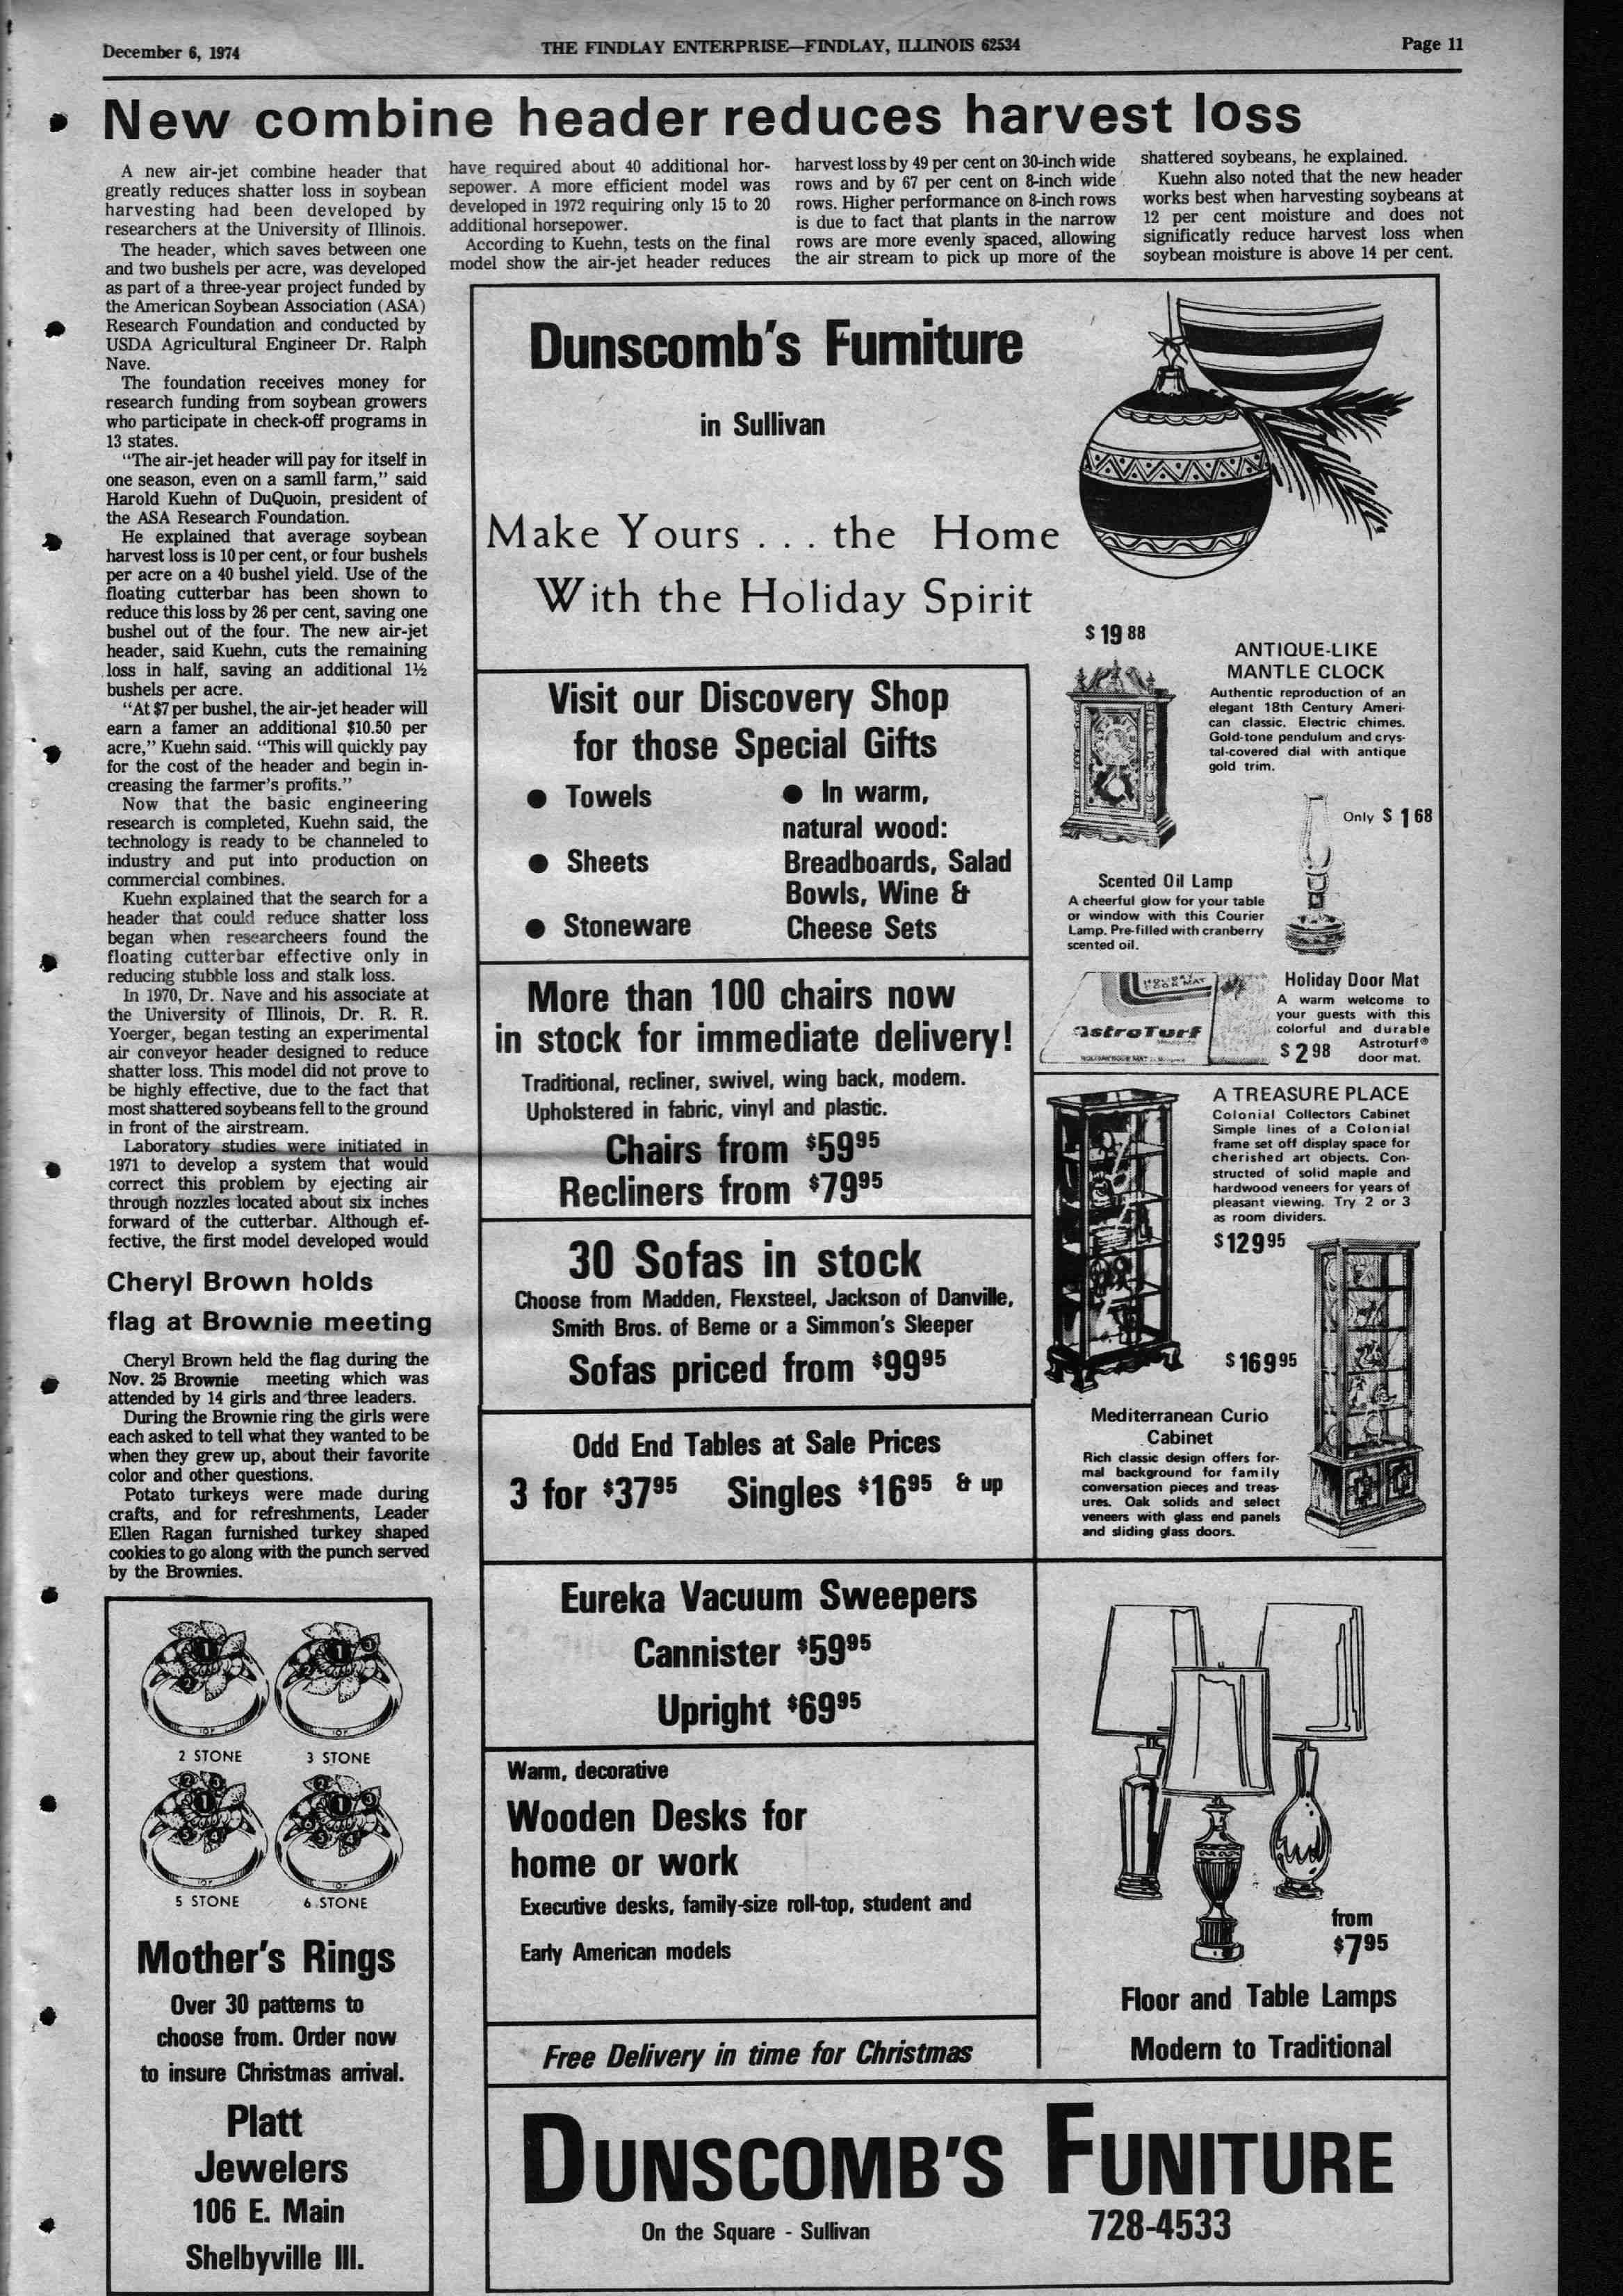 December 6, 1974
THE FINDLAY ENTERPRISE—FINDLAY, ILLINOIS 62534
Page 11
New combine header reduces harvest loss
A new air-jet combine header that
greatly reduces shatter loss in soybean
harvesting had been developed by
researchers at the University of Illinois.
The header, which saves between one
and two bushels per acre, was developed
as part of a three-year project funded by
the American Soybean Association (ASA)
Research Foundation and conducted by
USDA Agricultural Engineer Dr. Ralph
Nave.
The foundation receives money for
research funding from soybean growers
who participate in check-off programs in
13 states.
"The air-jet header will pay for itself in
one season, even on a samll farm," said
Harold Kuehn of DuQuoin, president of
the ASA Research Foundation.
He explained that average soybean
harvest loss is 10 per cent, or four bushels
per acre on a 40 bushel yield. Use of the
floating cutterbar has been shown to
reduce this loss by 26 per cent, saving one
bushel out of the four. The new air-jet
header, said Kuehn, cuts the remaining
loss in half, saving an additional 1½
bushels per acre.
"At $7 per bushel, the air-jet header will
earn a famer an additional $10.50 per
acre," Kuehn said. "This will quickly pay
for the cost of the header and begin in-
creasing the farmer's profits."
Now that the basic engineering
research is completed, Kuehn said, the
technology is ready to be channeled to
industry and put into production on
commercial combines.
Kuehn explained that the search for a
header that could reduce shatter loss
began when researcheers found the
floating cutterbar effective only in
reducing stubble loss and stalk loss.
In 1970, Dr. Nave and his associate at
the University of Illinois, Dr. R. R.
Yoerger, began testing an experimental
air conveyor header designed to reduce
shatter loss. This model did not prove to
be highly effective, due to the fact that
most shattered soybeans fell to the ground
in front of the airstream.
Laboratory studies were initiated in
1971 to develop a system that would
correct this problem by ejecting air
through nozzles located about six inches
forward of the cutterbar. Although ef-
fective, the first model developed would
have required about 40 additional hor-
sepower. A more efficient model was
developed in 1972 requiring only 15 to 20
additional horsepower.
According to Kuehn, tests on the final
model show the air-jet header reduces
harvest loss by 49 per cent on 30-inch wide
rows and by 67 per cent on 8-inch wide
rows. Higher performance on 8-inch rows
is due to fact that plants in the narrow
rows are more evenly spaced, allowing
the air stream to pick up more of the
shattered soybeans, he explained.
Kuehn also noted that the new header
works best when harvesting soybeans at
12 per cent moisture and does not
significatly reduce harvest loss when
soybean moisture is above 14 per cent.
Cheryl Brown holds
flag at Brownie meeting
Cheryl Brown held the flag during the
Nov. 25 Brownie meeting which was
attended by 14 girls and three leaders.
During the Brownie ring the girls were
each asked to tell what they wanted to be
when they grew up, about their favorite
color and other questions.
Potato turkeys were made during
crafts, and for refreshments, Leader
Ellen Ragan furnished turkey shaped
cookies to go along with the punch served
by the Brownies.
2 STONE
3 STONE
5 STONE
6 STONE
Mother's Rings
Over 30 patterns to
choose from. Order now
to insure Christmas arrival.
Platt
Jewelers
106 E. Main
Shelbyville Ill.
Dunscomb's Furniture
in Sullivan
Make Yours . . . the Home
With the Holiday Spirit
Visit our Discovery Shop
for those Special Gifts
● Towels
● Sheets
● Stoneware
● In warm,
natural wood:
Breadboards, Salad
Bowls, Wine &
Cheese Sets
More than 100 chairs now
in stock for immediate delivery!
Traditional, recliner, swivel, wing back, modern.
Upholstered in fabric, vinyl and plastic.
Chairs from $59 95
Recliners from $79 95
30 Sofas in stock
Choose from Madden, Flexsteel, Jackson of Danville,
Smith Bros. of Berne or a Simmon's Sleeper
Sofas priced from $99 95
Odd End Tables at Sale Prices
3 for $37 95 Singles $16 95 & up
Eureka Vacuum Sweepers
Cannister $59 95
Upright $69 95
Warm, decorative
Wooden Desks for
home or work
Executive desks, family-size roll-top, student and
Early American models
Free Delivery in time for Christmas
$ 19 88
ANTIQUE-LIKE
MANTLE CLOCK
Authentic reproduction of an
elegant 18th Century Ameri-
can classic. Electric chimes.
Gold-tone pendulum and crys-
tal-covered dial with antique
gold trim.
Only $ 1 68
Scented Oil Lamp
A cheerful glow for your table
or window with this Courier
Lamp. Pre-filled with cranberry
scented oil.
HOLIDAY
DOOR MAT
AstroTurf
Holiday Door Mat
A warm welcome to
your guests with this
colorful and durable
Astroturf®
door mat.
$ 2 98
A TREASURE PLACE
Colonial Collectors Cabinet
Simple lines of a Colonial
frame set off display space for
cherished art objects. Con-
structed of solid maple and
hardwood veneers for years of
pleasant viewing. Try 2 or 3
as room dividers.
$129 95
$ 169 95
Mediterranean Curio
Cabinet
Rich classic design offers for-
mal background for family
conversation pieces and treas-
ures. Oak solids and select
veneers with glass end panels
and sliding glass doors.
from
$7 95
Floor and Table Lamps
Modern to Traditional
DUNSCOMB'S FUNITURE
On the Square - Sullivan
728-4533